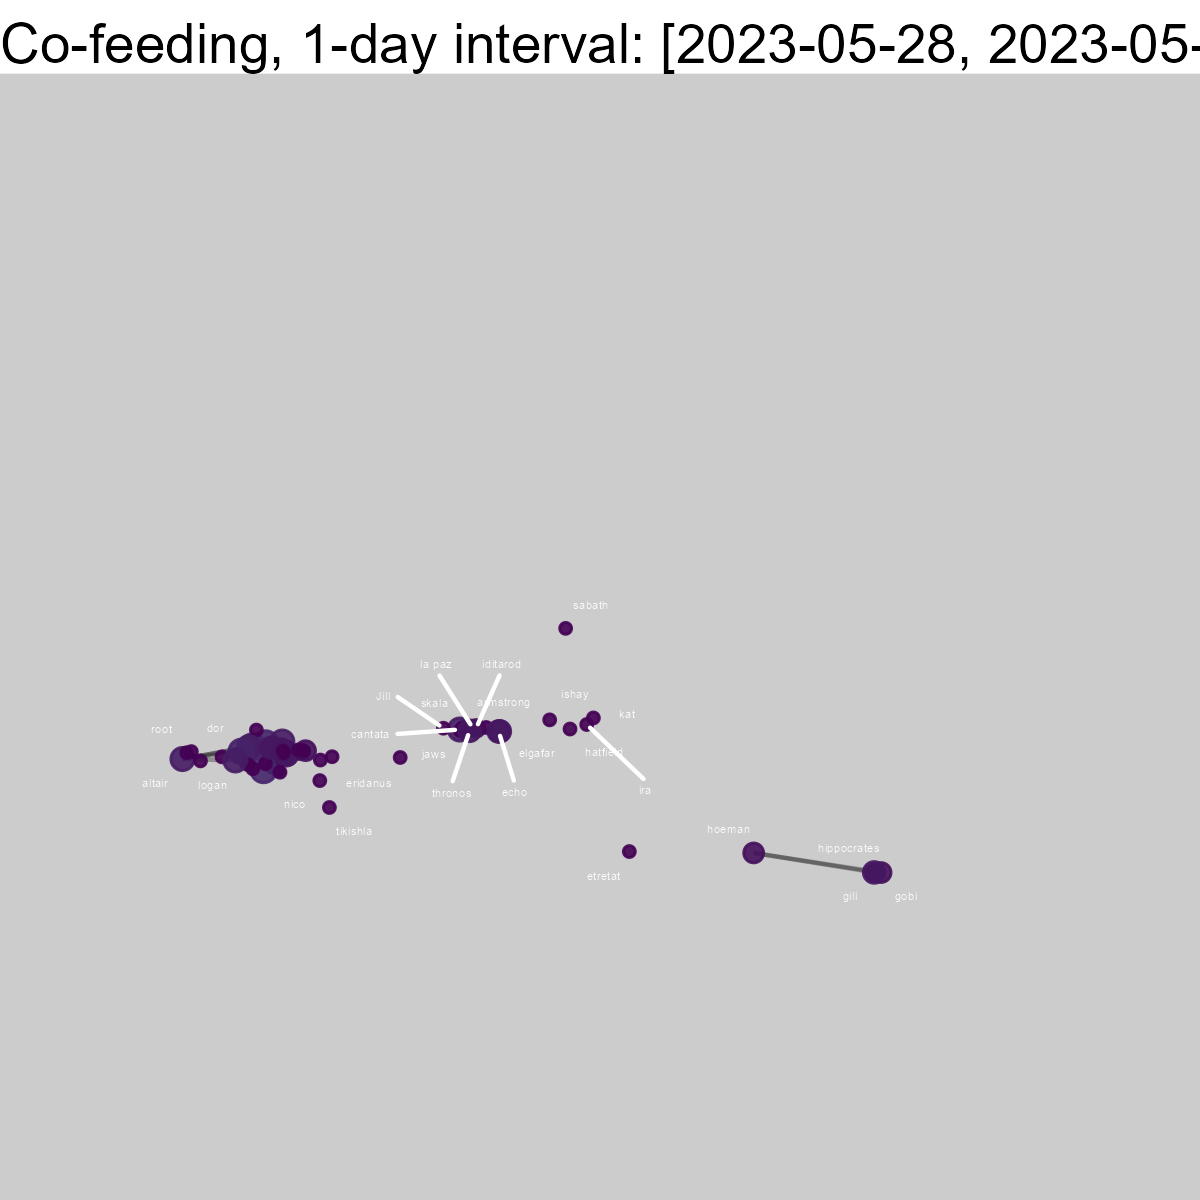 Co-feeding, 1-day interval: [2023-05-28, 2023-05-
sabath
la paz
iditarod
Jill
skala
armstrong
ishay
kat
root
dor
cantata
jaws
elgafar
hatfield
altair
logan
eridanus
thronos
echo
ira
nico
tikishla
hoeman
hippocrates
etretat
gili
gobi